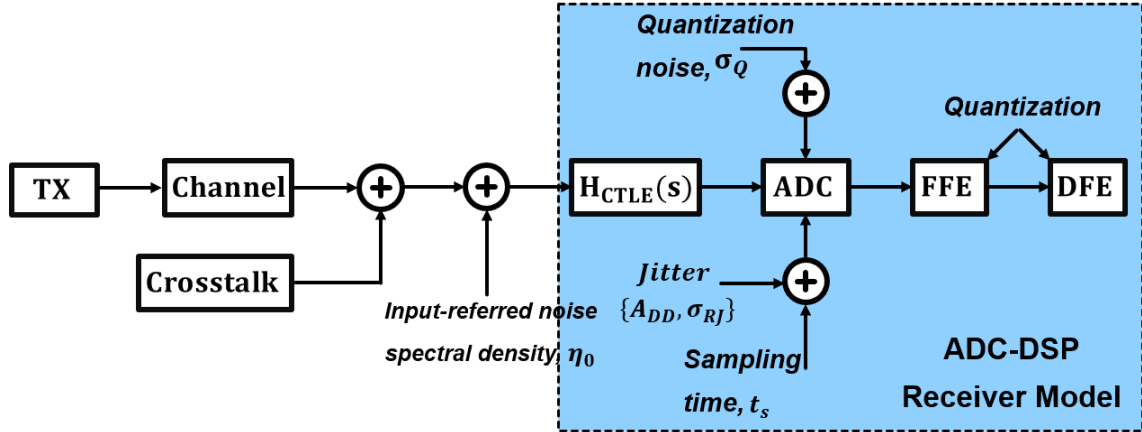 Quantization
noise, σ_Q
Quantization
TX
Channel
+
+
H_CTLE(s)
+
ADC
FFE
DFE
Crosstalk
Input-referred noise
spectral density, η_0
Jitter
{A_DD, σ_RJ}
+
Sampling
time, t_s
ADC-DSP
Receiver Model